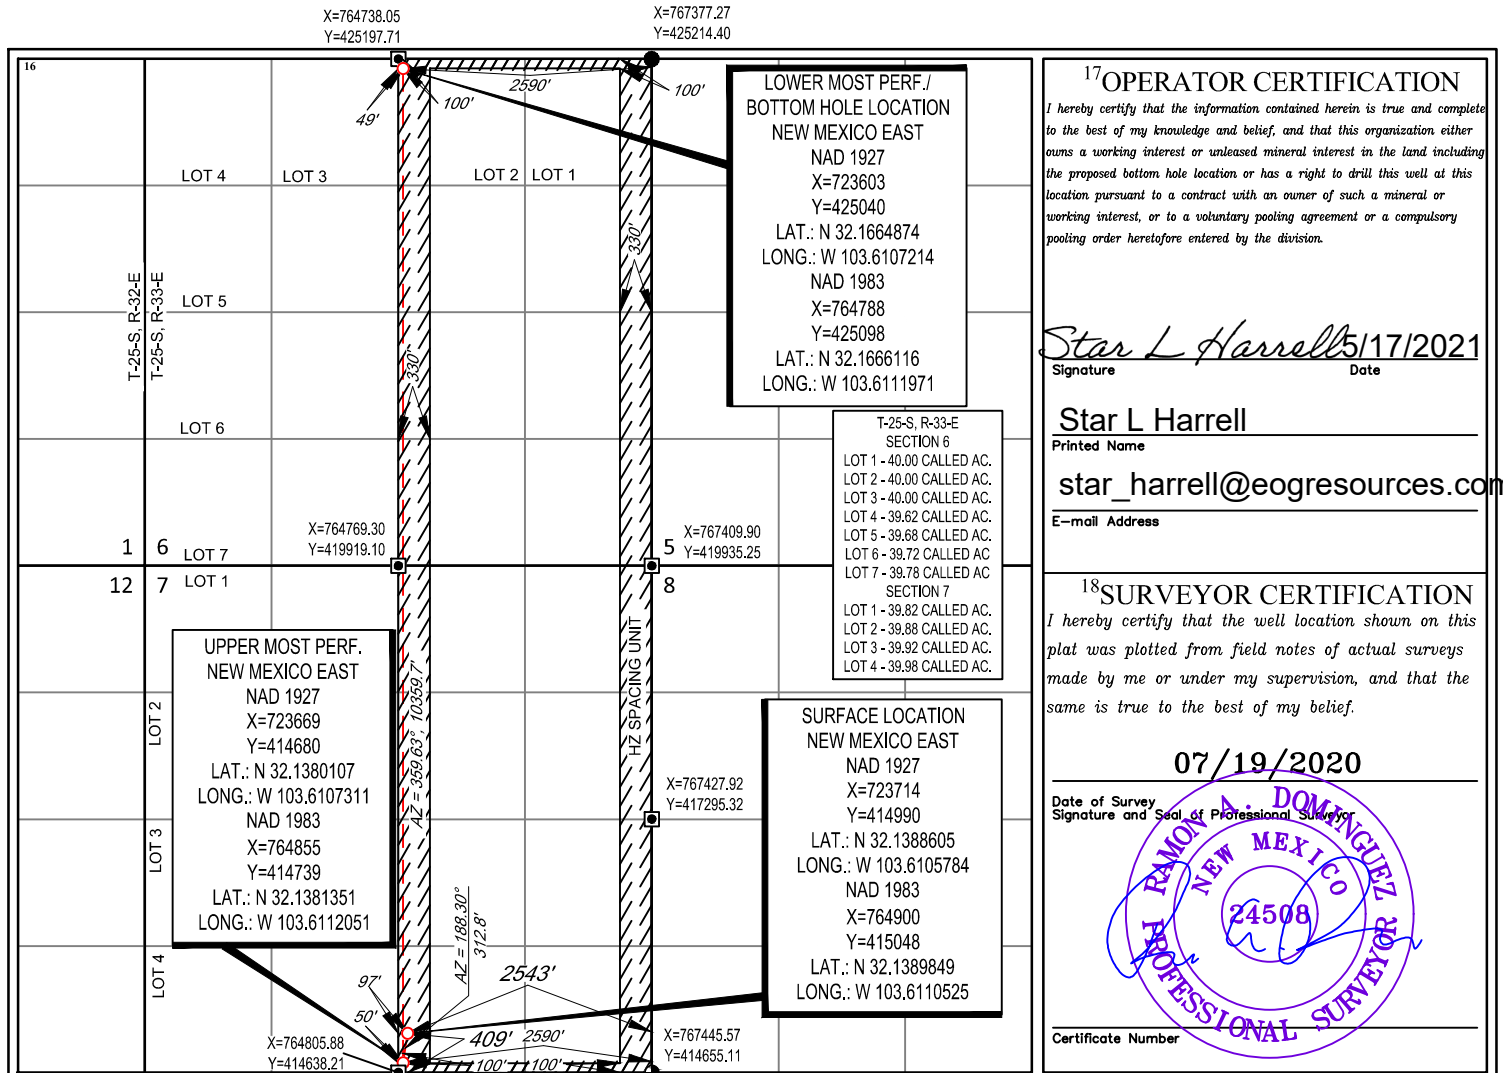 X=764738.05
Y=425197.71
X=767377.27
Y=425214.40
16
49'
100'
2590'
100'
LOT 4
LOT 3
LOT 2
LOT 1
T-25-S, R-32-E
T-25-S, R-33-E
LOT 5
330'
330'
LOT 6
X=764769.30
Y=419919.10
1
6
LOT 7
5
X=767409.90
Y=419935.25
12
7
LOT 1
8
LOWER MOST PERF./
BOTTOM HOLE LOCATION
NEW MEXICO EAST
NAD 1927
X=723603
Y=425040
LAT.: N 32.1664874
LONG.: W 103.6107214
NAD 1983
X=764788
Y=425098
LAT.: N 32.1666116
LONG.: W 103.6111971
T-25-S, R-33-E
SECTION 6
LOT 1 - 40.00 CALLED AC.
LOT 2 - 40.00 CALLED AC.
LOT 3 - 40.00 CALLED AC.
LOT 4 - 39.62 CALLED AC.
LOT 5 - 39.68 CALLED AC.
LOT 6 - 39.72 CALLED AC
LOT 7 - 39.78 CALLED AC
SECTION 7
LOT 1 - 39.82 CALLED AC.
LOT 2 - 39.88 CALLED AC.
LOT 3 - 39.92 CALLED AC.
LOT 4 - 39.98 CALLED AC.
UPPER MOST PERF.
NEW MEXICO EAST
NAD 1927
X=723669
Y=414680
LAT.: N 32.1380107
LONG.: W 103.6107311
NAD 1983
X=764855
Y=414739
LAT.: N 32.1381351
LONG.: W 103.6112051
LOT 2
LOT 3
LOT 4
AZ = 359.63°, 10359.7'
HZ SPACING UNIT
X=767427.92
Y=417295.32
SURFACE LOCATION
NEW MEXICO EAST
NAD 1927
X=723714
Y=414990
LAT.: N 32.1388605
LONG.: W 103.6105784
NAD 1983
X=764900
Y=415048
LAT.: N 32.1389849
LONG.: W 103.6110525
AZ = 188.30°
312.8'
97'
50'
2543'
409'
2590'
100'
100'
X=764805.88
Y=414638.21
X=767445.57
Y=414655.11
17OPERATOR CERTIFICATION
I hereby certify that the information contained herein is true and complete
to the best of my knowledge and belief, and that this organization either
owns a working interest or unleased mineral interest in the land including
the proposed bottom hole location or has a right to drill this well at this
location pursuant to a contract with an owner of such a mineral or
working interest, or to a voluntary pooling agreement or a compulsory
pooling order heretofore entered by the division.
Star L Harrell 5/17/2021
Signature Date
Star L Harrell
Printed Name
star_harrell@eogresources.com
E-mail Address
18SURVEYOR CERTIFICATION
I hereby certify that the well location shown on this
plat was plotted from field notes of actual surveys
made by me or under my supervision, and that the
same is true to the best of my belief.
07/19/2020
Date of Survey
Signature and Seal of Professional Surveyor
RAMON A. DOMINGUEZ
NEW MEXICO
24508
PROFESSIONAL SURVEYOR
Certificate Number